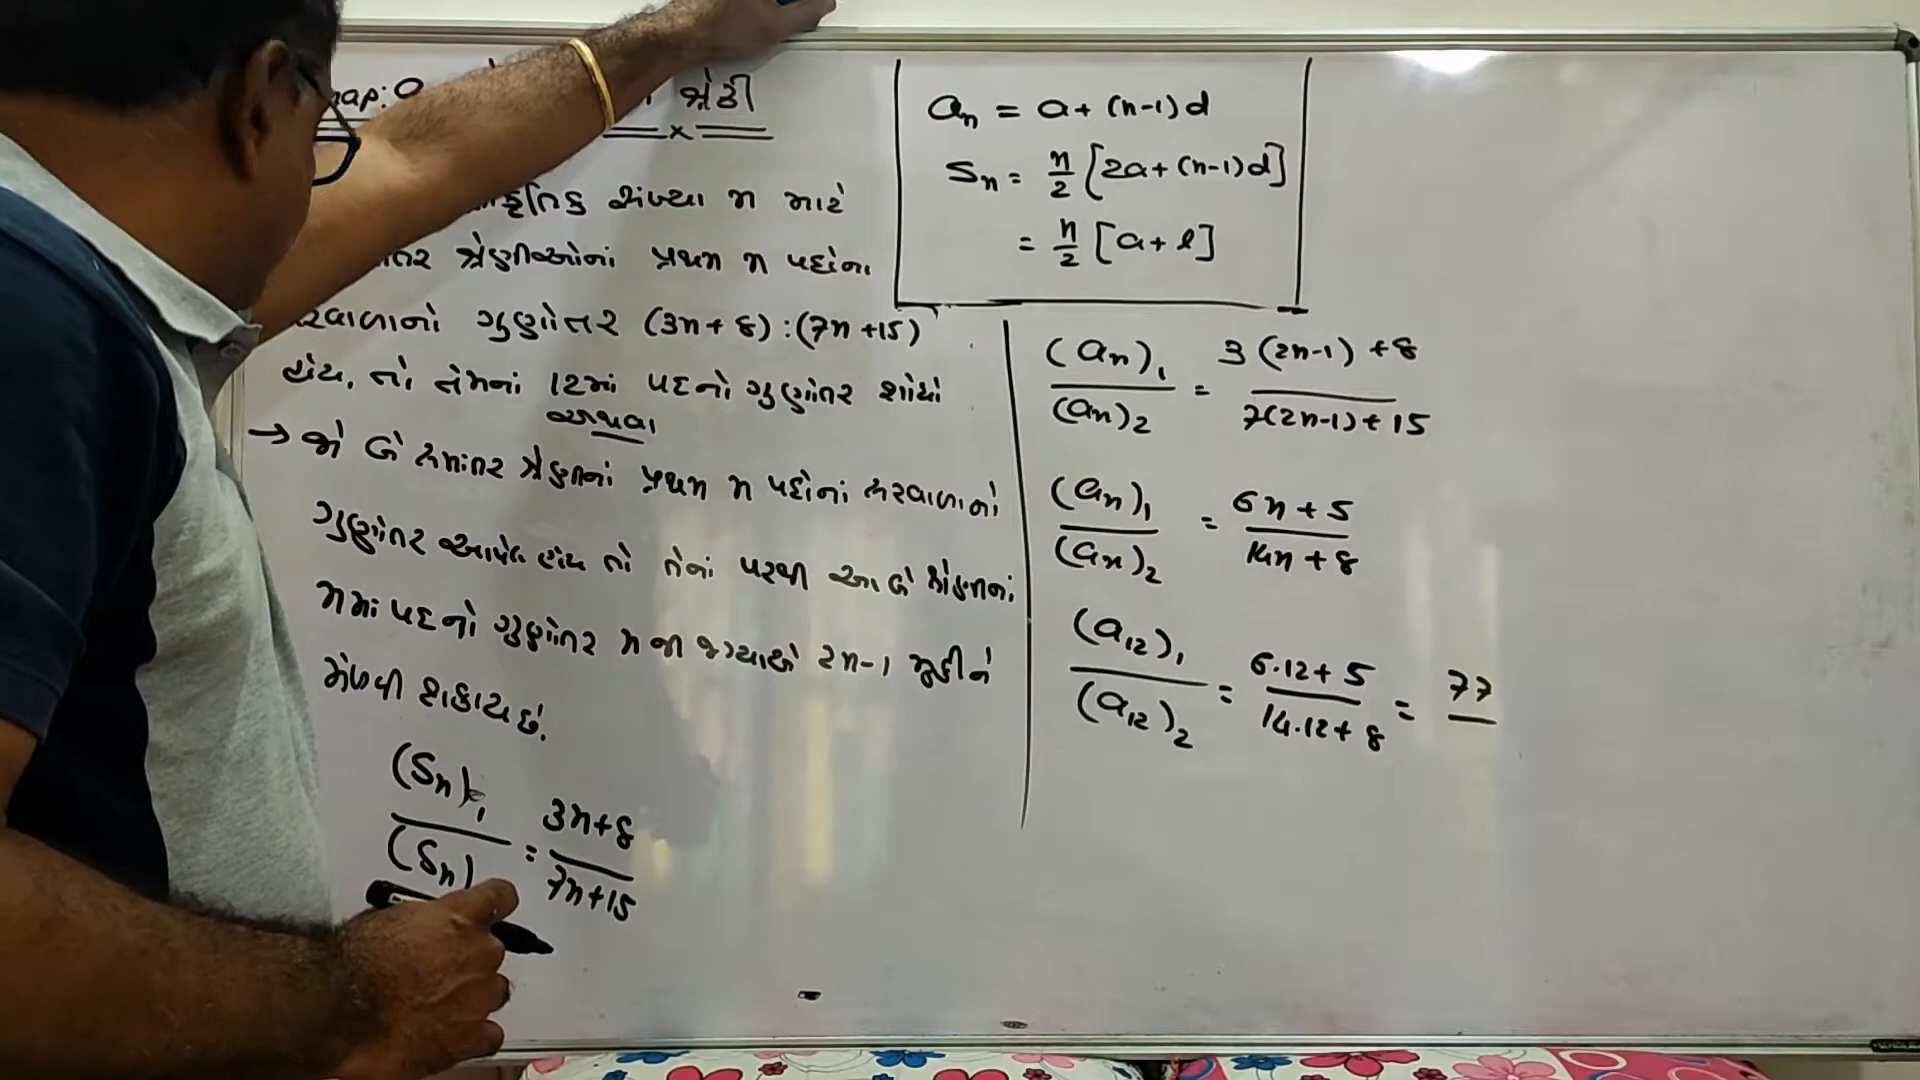 શ્રેઢી
સંખ્યા n માટે
શ્રેણીઓનાં પ્રથમ n પદોના
સરવાળાનો ગુણોત્તર (3n+8):(7n+15)
હોય, તો તેમનાં 12માં પદનો ગુણોત્તર શોધો
અથવા
→ જો બે સમાંતર શ્રેણીનાં પ્રથમ n પદોનાં સરવાળાનો
ગુણોત્તર આપેલ હોય તો તેનાં પરથી આ બે શ્રેણીનાં
nમાં પદનો ગુણોત્તર n ની જગ્યાએ 2n-1 મૂકીને
મેળવી શકાય છે.
(Sn)1 / (Sn) = 3n+8 / 7n+15
an = a+(n-1)d
Sn = n/2 [2a+(n-1)d]
= n/2 [a+l]
(an)1 / (an)2 = 3(2n-1)+8 / 7(2n-1)+15
(an)1 / (an)2 = 6n+5 / 14n+8
(a12)1 / (a12)2 = 6.12+5 / 14.12+8 = 77